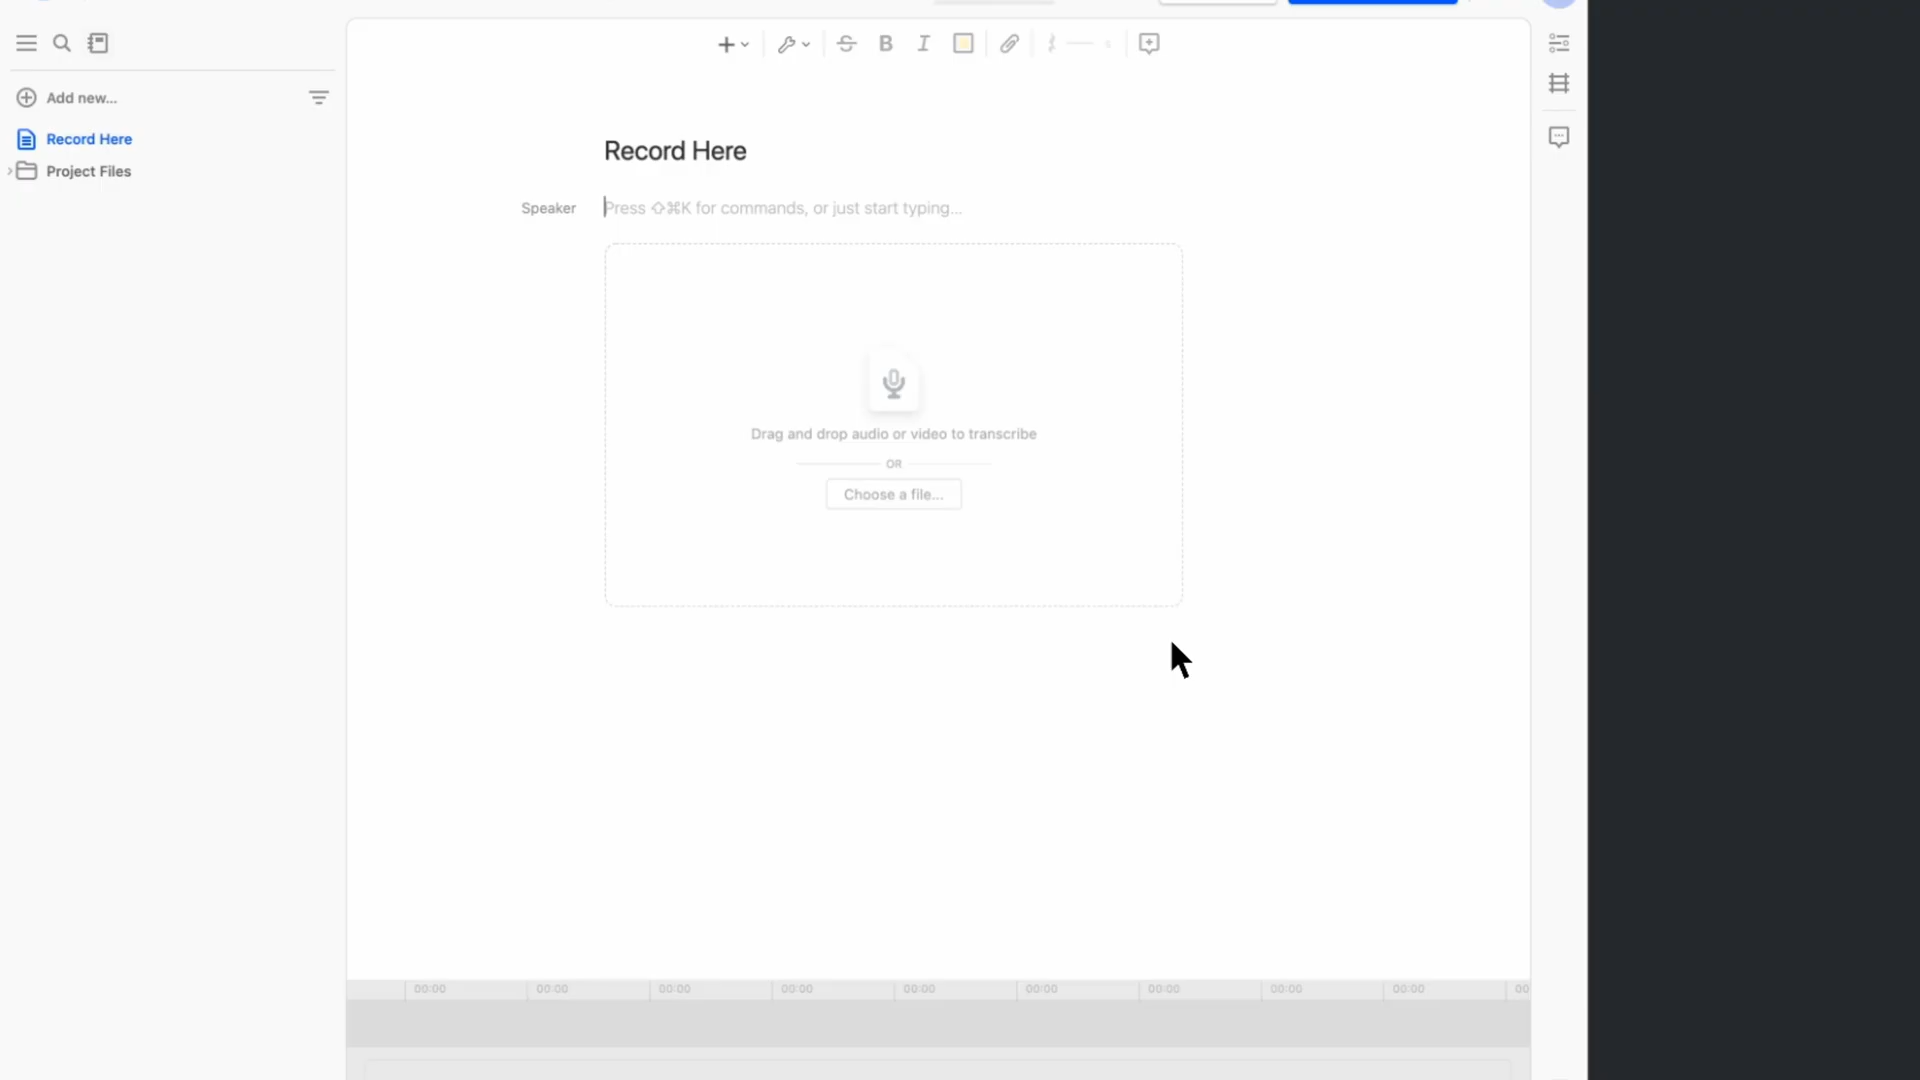 Add new...
Record Here
Project Files
Record Here
Speaker
Press ⇧⌘K for commands, or just start typing...
Drag and drop audio or video to transcribe
OR
Choose a file...
00:00 00:00 00:00 00:00 00:00 00:00 00:00 00:00 00:00 00